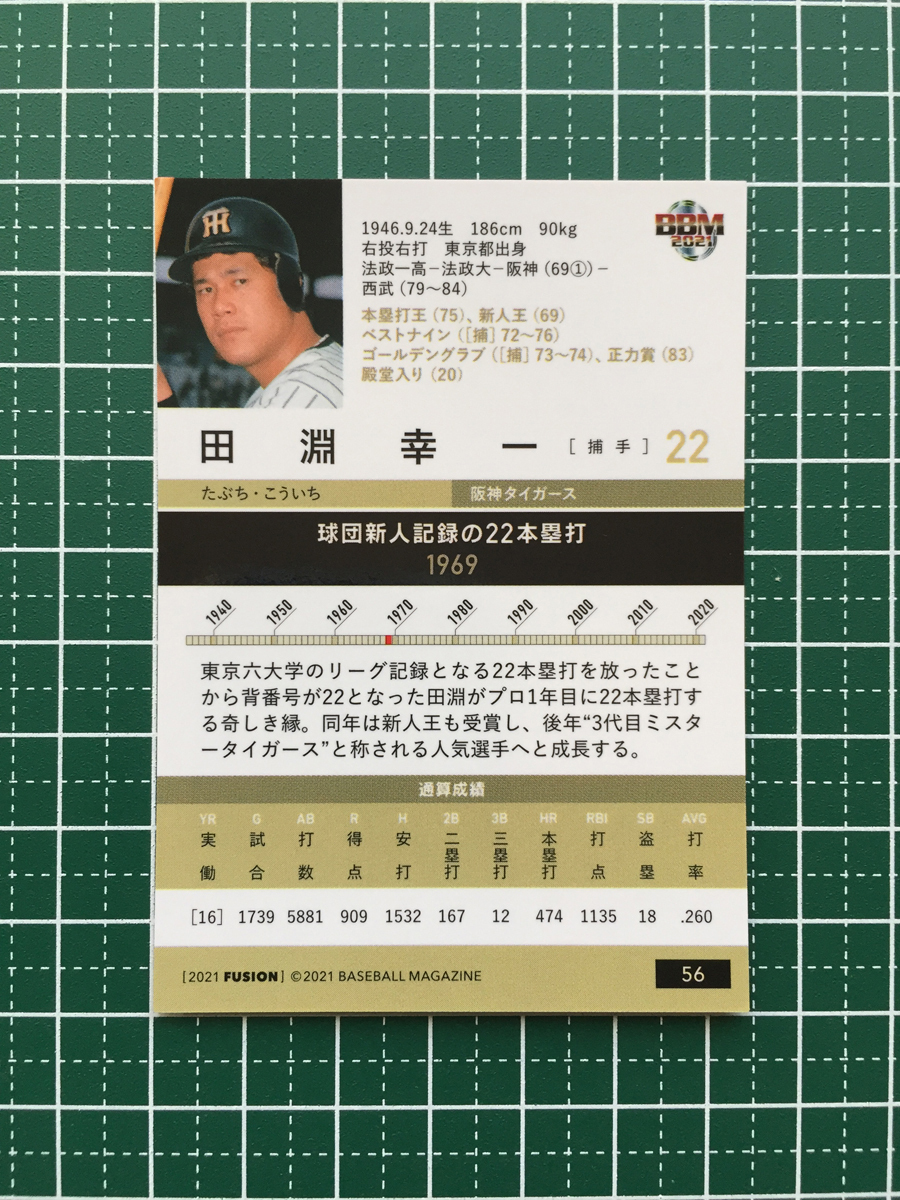 TH
1946.9.24生 186cm 90kg
右投右打 東京都出身
法政一高－法政大－阪神（69①）－
西武（79～84）
本塁打王（75）、新人王（69）
ベストナイン（［捕］72～76）
ゴールデングラブ（［捕］73～74）、正力賞（83）
殿堂入り（20）
BBM
2021
田淵幸一 ［捕手］ 22
たぶち・こういち 阪神タイガース
球団新人記録の22本塁打
1969
1940 1950 1960 1970 1980 1990 2000 2010 2020
東京六大学のリーグ記録となる22本塁打を放ったこと
から背番号が22となった田淵がプロ1年目に22本塁打す
る奇しき縁。同年は新人王も受賞し、後年“3代目ミスタ
ータイガース”と称される人気選手へと成長する。
通算成績
YR G AB R H 2B 3B HR RBI SB AVG
実働 試合 打数 得点 安打 二塁打 三塁打 本塁打 打点 盗塁 打率
［16］ 1739 5881 909 1532 167 12 474 1135 18 .260
［2021 FUSION］ ©2021 BASEBALL MAGAZINE 56